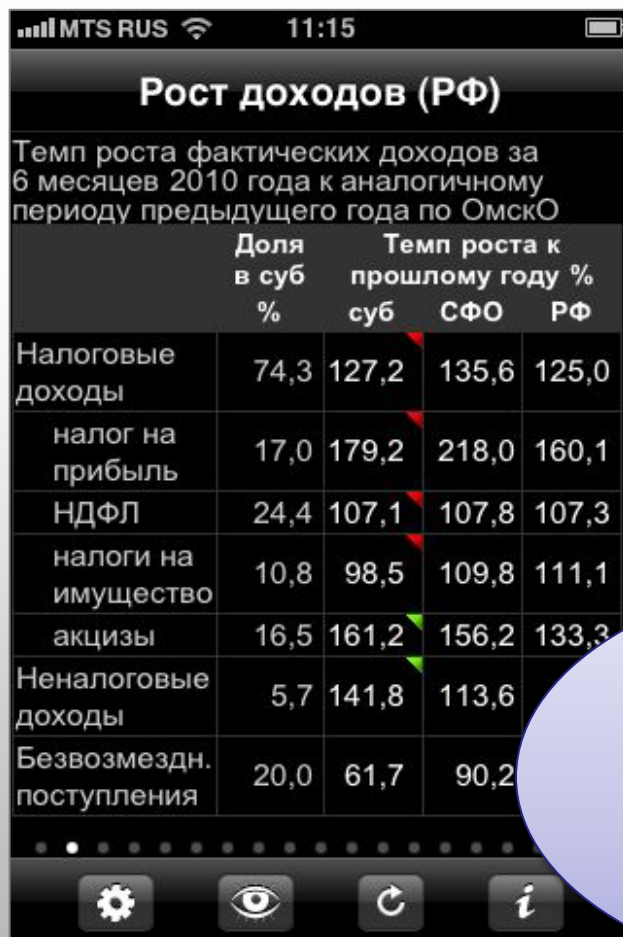 MTS RUS 11:15
Рост доходов (РФ)
Темп роста фактических доходов за
6 месяцев 2010 года к аналогичному
периоду предыдущего года по ОмскО
Доля Темп роста к
в суб прошлому году %
% суб СФО РФ
Налоговые
доходы 74,3 127,2 135,6 125,0
налог на
прибыль 17,0 179,2 218,0 160,1
НДФЛ 24,4 107,1 107,8 107,3
налоги на
имущество 10,8 98,5 109,8 111,1
акцизы 16,5 161,2 156,2 133,3
Неналоговые
доходы 5,7 141,8 113,6
Безвозмездн.
поступления 20,0 61,7 90,2
i